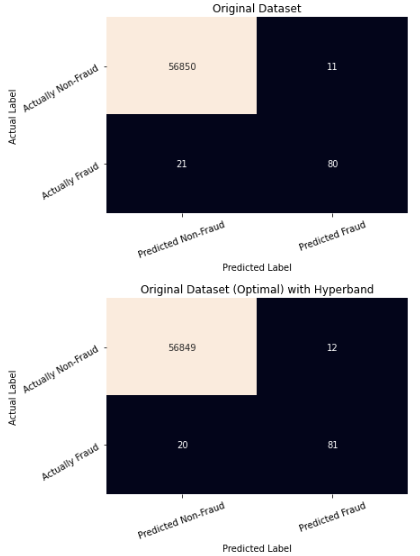 Original Dataset
Actual Label
Actually Non-Fraud
56850
11
Actually Fraud
21
80
Predicted Non-Fraud
Predicted Fraud
Predicted Label
Original Dataset (Optimal) with Hyperband
Actual Label
Actually Non-Fraud
56849
12
Actually Fraud
20
81
Predicted Non-Fraud
Predicted Fraud
Predicted Label